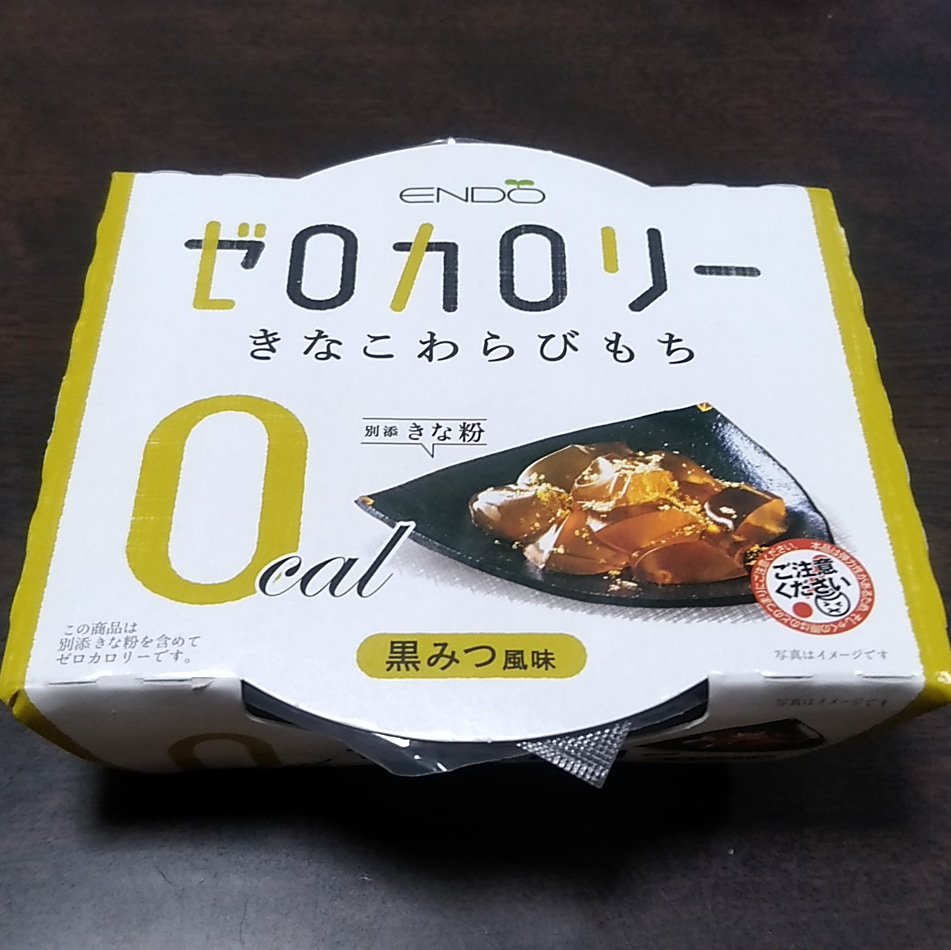 ENDO
ゼロカロリー
きなこわらびもち
別添 きな粉
0cal
この商品は
別添きな粉を含めて
ゼロカロリーです。
黒みつ風味
ご注意
ください
写真はイメージです